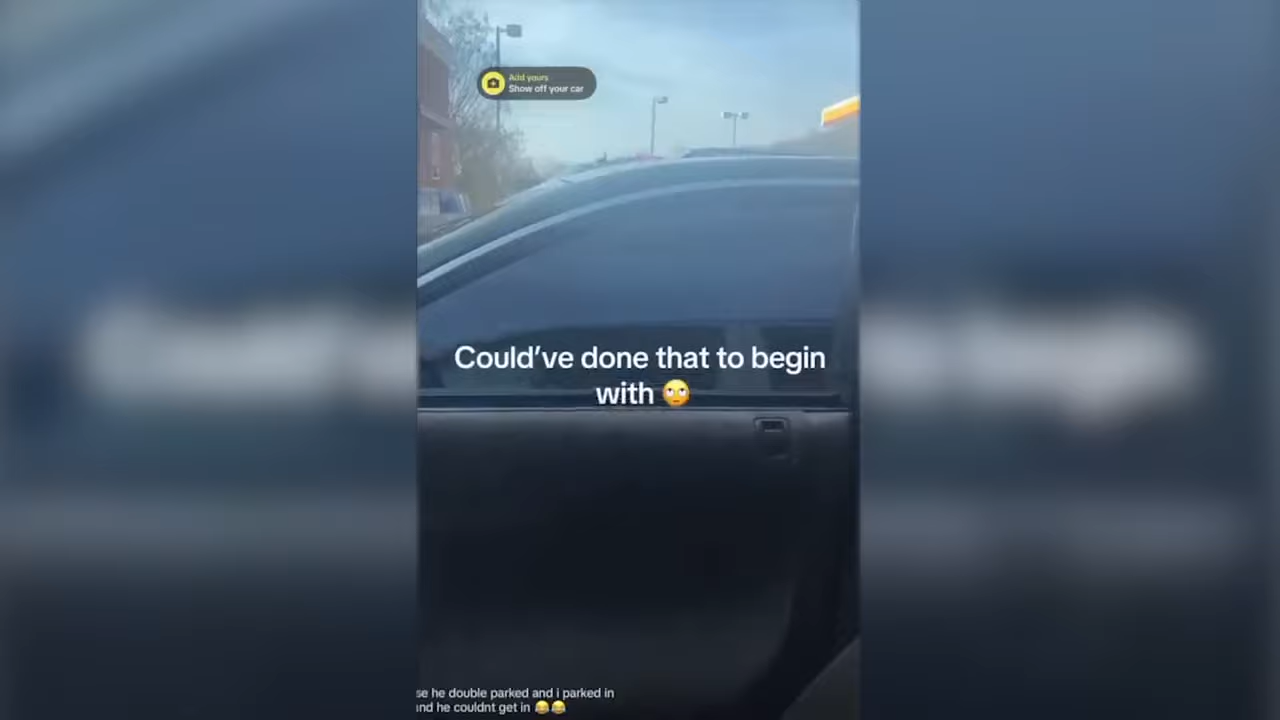 Add yours
Show off your car
Could’ve done that to begin
with 🙄
se he double parked and i parked in
and he couldnt get in 😂😂